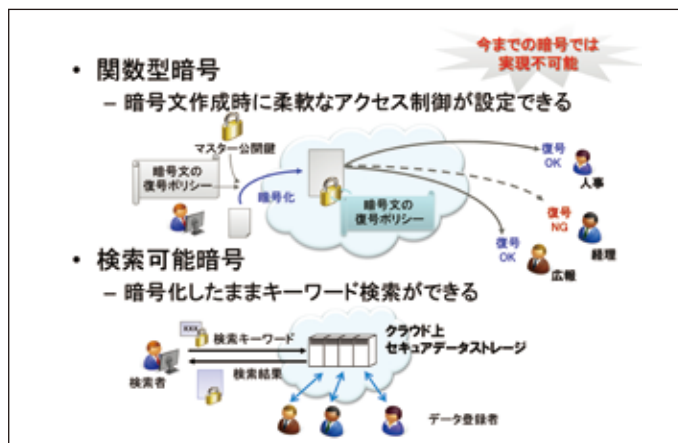 今までの暗号では
実現不可能
• 関数型暗号
– 暗号文作成時に柔軟なアクセス制御が設定できる
マスター公開鍵
暗号文の
復号ポリシー
暗号化
暗号文の
復号ポリシー
復号
OK
人事
復号
NG
経理
復号
OK
広報
• 検索可能暗号
– 暗号化したままキーワード検索ができる
XXX
検索キーワード
検索結果
検索者
クラウド上
セキュアデータストレージ
データ登録者